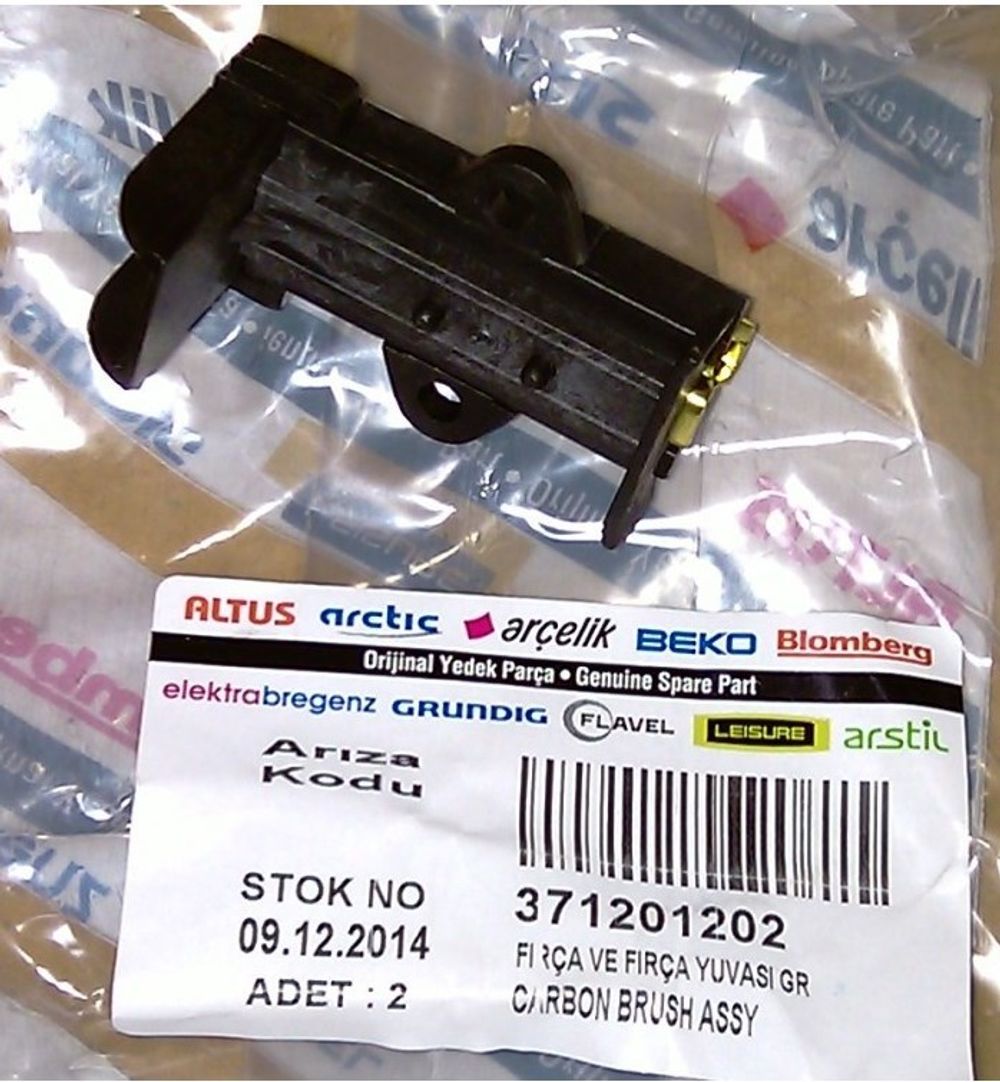 arçelik
ALTUS arctic arçelik BEKO Blomberg
Orijinal Yedek Parça • Genuine Spare Part
elektrabregenz GRUNDIG FLAVEL LEISURE arstil
Arıza
Kodu
STOK NO
09.12.2014
ADET : 2
371201202
FIRÇA VE FIRÇA YUVASI GR
CARBON BRUSH ASSY